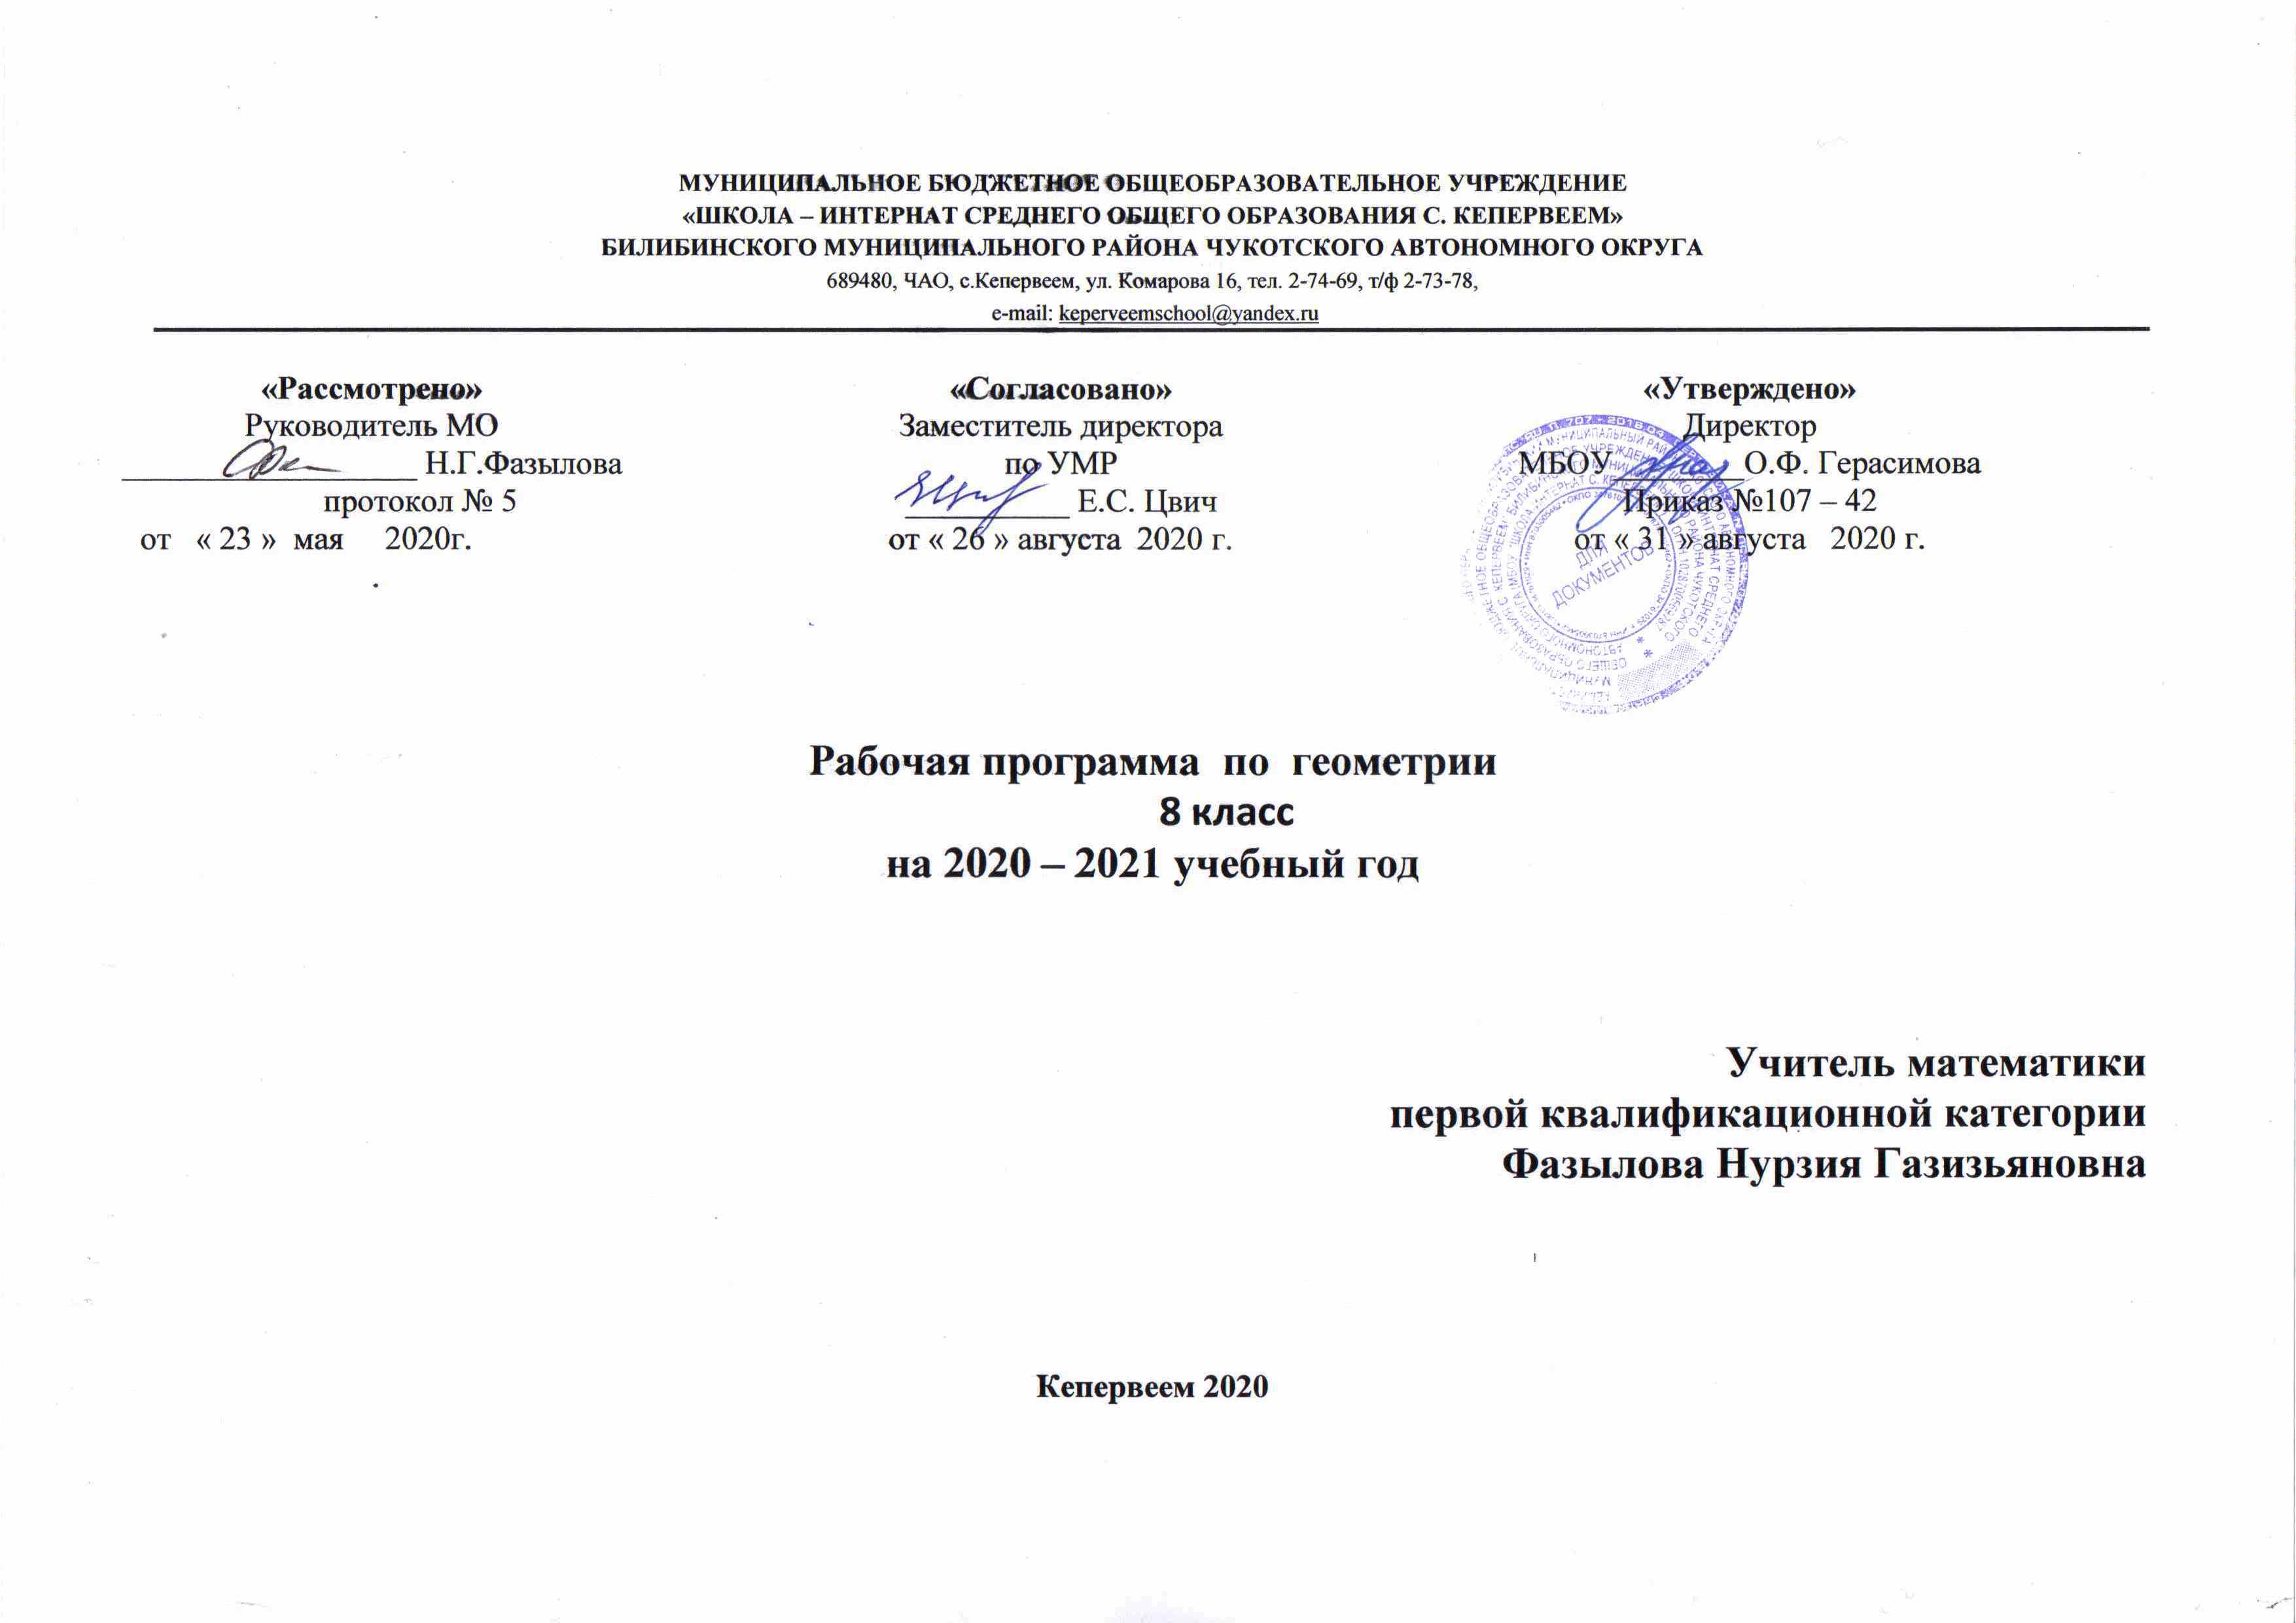 МУНИЦИПАЛЬНОЕ БЮДЖЕТНОЕ ОБЩЕОБРАЗОВАТЕЛЬНОЕ УЧРЕЖДЕНИЕ
«ШКОЛА – ИНТЕРНАТ СРЕДНЕГО ОБЩЕГО ОБРАЗОВАНИЯ С. КЕПЕРВЕЕМ»
БИЛИБИНСКОГО МУНИЦИПАЛЬНОГО РАЙОНА ЧУКОТСКОГО АВТОНОМНОГО ОКРУГА
689480, ЧАО, с.Кепервеем, ул. Комарова 16, тел. 2-74-69, т/ф 2-73-78,
e-mail: keperveemschool@yandex.ru
«Рассмотрено»
Руководитель МО
__________________ Н.Г.Фазылова
протокол № 5
от « 23 » мая 2020г.
«Согласовано»
Заместитель директора
по УМР
__________ Е.С. Цвич
от « 26 » августа 2020 г.
«Утверждено»
Директор
МБОУ ________ О.Ф. Герасимова
Приказ №107 – 42
от « 31 » августа 2020 г.
ДЛЯ
ДОКУМЕНТОВ
Рабочая программа по геометрии
8 класс
на 2020 – 2021 учебный год
Учитель математики
первой квалификационной категории
Фазылова Нурзия Газизьяновна
Кепервеем 2020